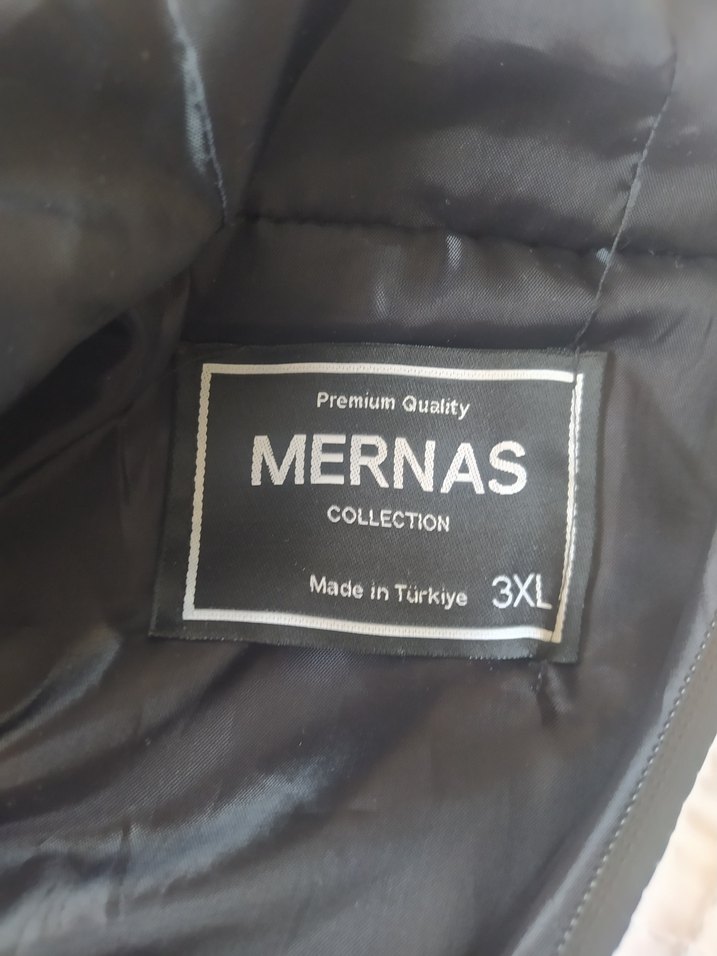 Premium Quality
MERNAS
COLLECTION
Made in Türkiye 3XL